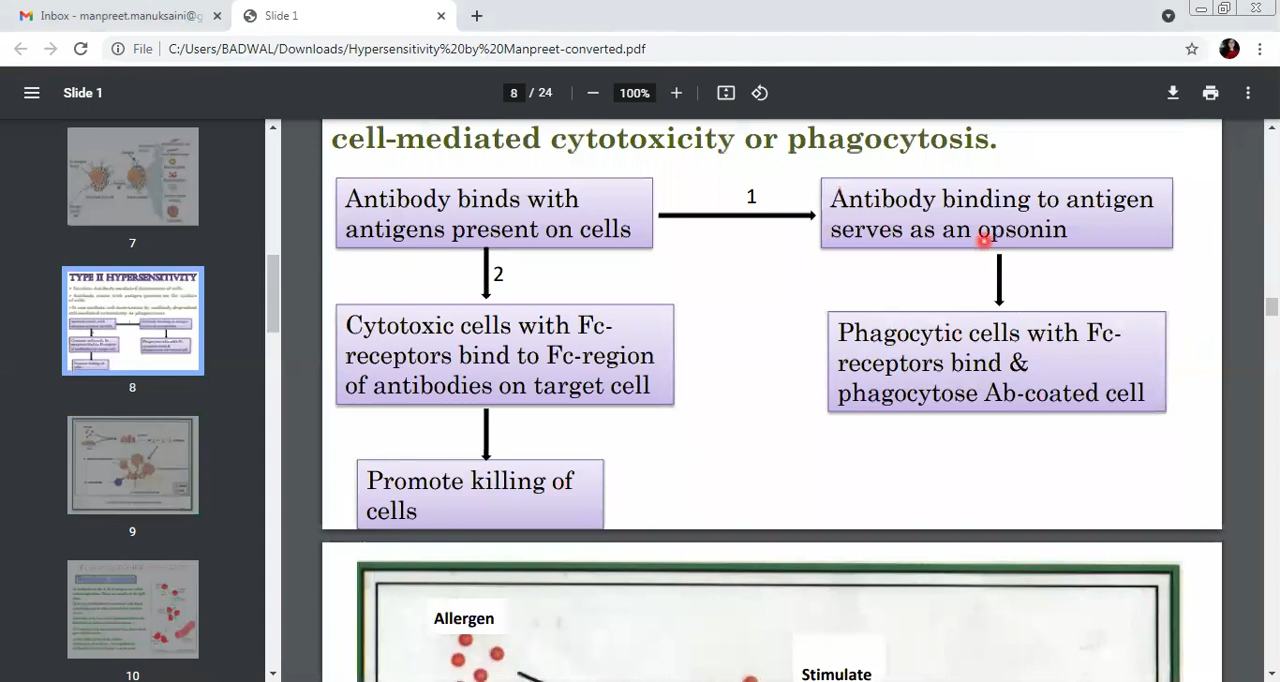 Inbox - manpreet.manuksaini@g
Slide 1
File
C:/Users/BADWAL/Downloads/Hypersensitivity%20by%20Manpreet-converted.pdf
Slide 1
8 / 24
100%
7
TYPE II HYPERSENSITIVITY
8
9
10
cell-mediated cytotoxicity or phagocytosis.
Antibody binds with
antigens present on cells
1
Antibody binding to antigen
serves as an opsonin
2
Cytotoxic cells with Fc-
receptors bind to Fc-region
of antibodies on target cell
Phagocytic cells with Fc-
receptors bind &
phagocytose Ab-coated cell
Promote killing of
cells
Allergen
Stimulate